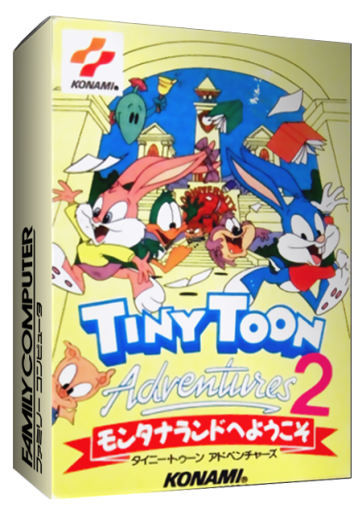 KONAMI®
TINY TOON
Adventures 2
モンタナランドへようこそ
タイニー・トゥーン アドベンチャーズ
KONAMI®
FAMILY COMPUTER
ファミリーコンピュータ